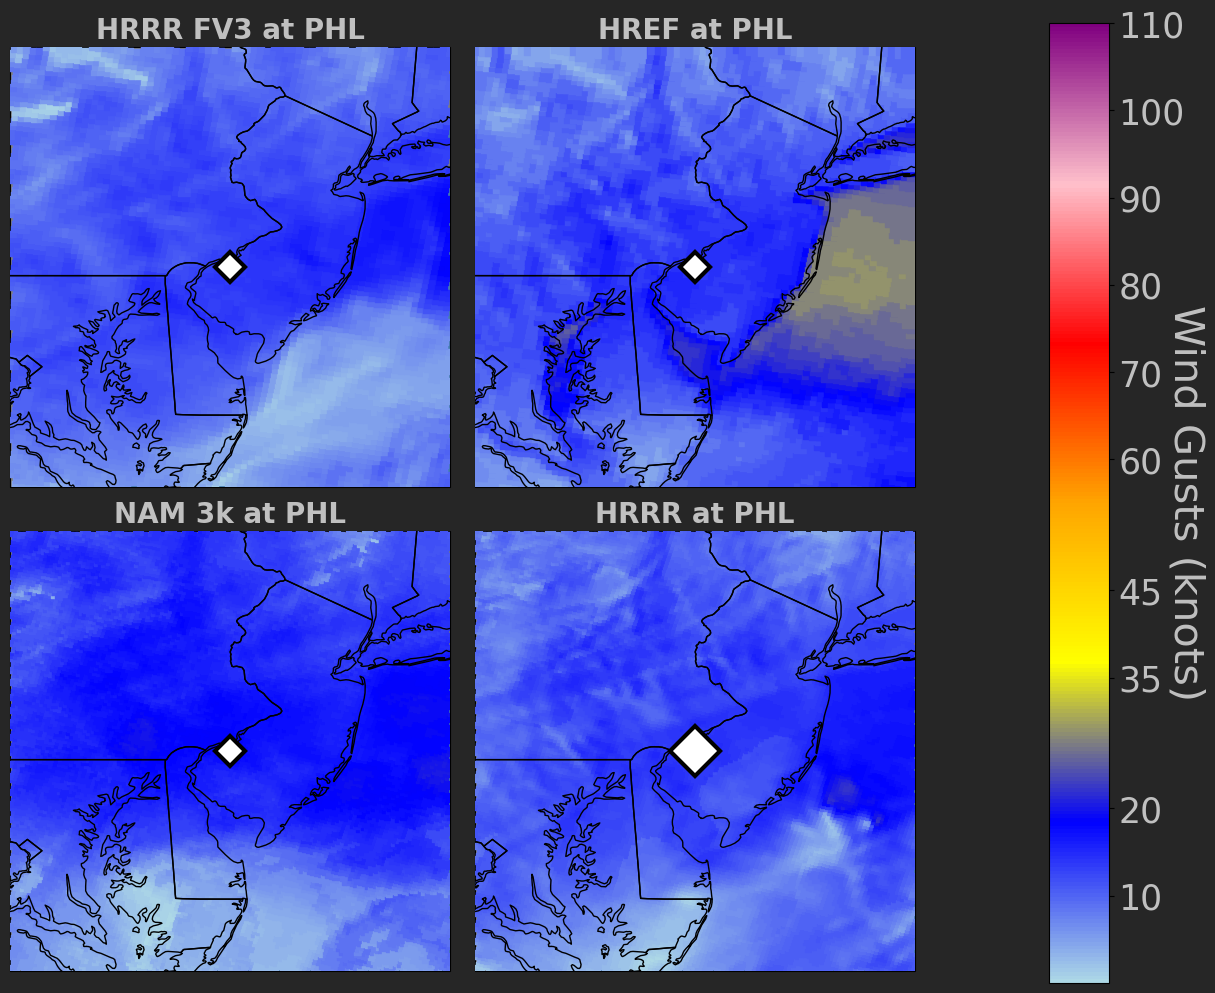 HRRR FV3 at PHL
HREF at PHL
NAM 3k at PHL
HRRR at PHL
110
100
90
80
70
60
45
35
20
10
Wind Gusts (knots)